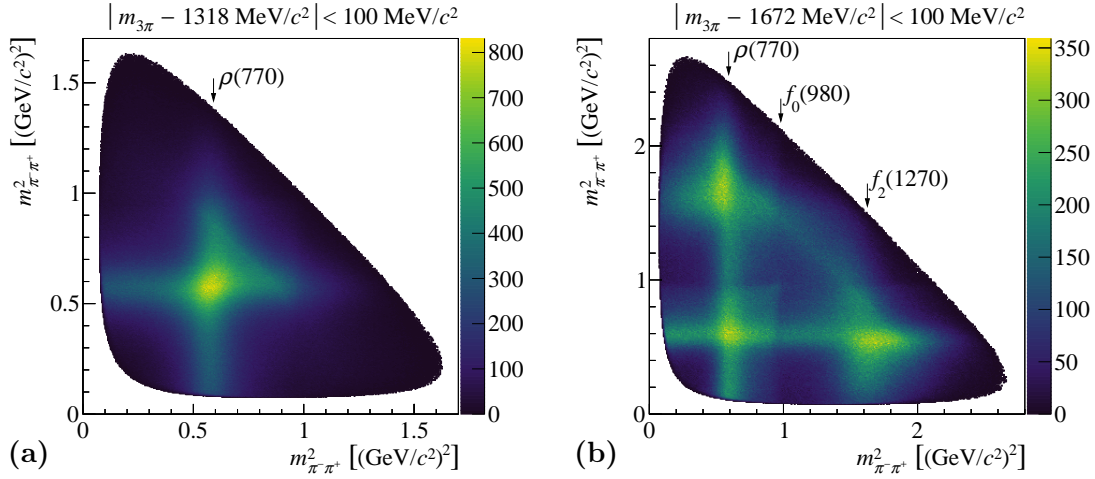 | m3π − 1318 MeV/c² | < 100 MeV/c²
m²π⁻π⁺ [(GeV/c²)²]
1.5
1
0.5
0
0 0.5 1 1.5
m²π⁻π⁺ [(GeV/c²)²]
ρ(770)
800
700
600
500
400
300
200
100
0
(a)
| m3π − 1672 MeV/c² | < 100 MeV/c²
m²π⁻π⁺ [(GeV/c²)²]
2
1
0
0 1 2
m²π⁻π⁺ [(GeV/c²)²]
ρ(770)
f₀(980)
f₂(1270)
350
300
250
200
150
100
50
0
(b)